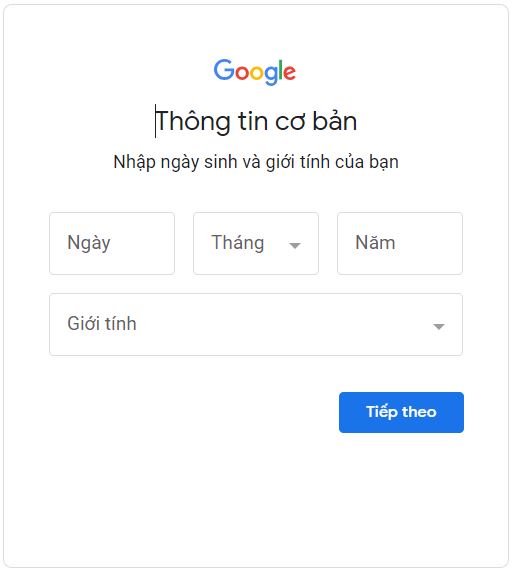 Google
Thông tin cơ bản
Nhập ngày sinh và giới tính của bạn
Ngày Tháng Năm
Giới tính
Tiếp theo